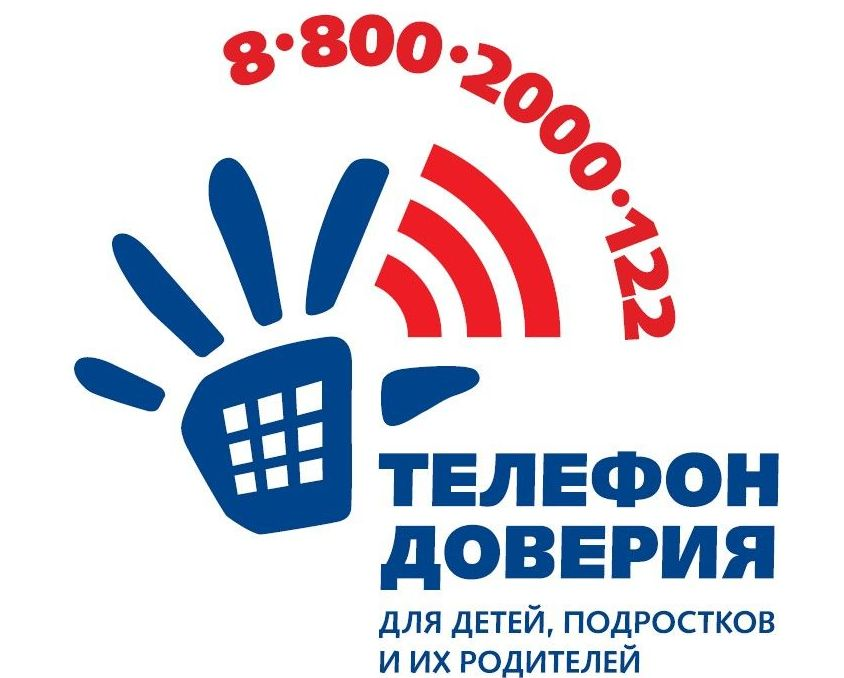 8·800·2000·122
ТЕЛЕФОН
ДОВЕРИЯ
ДЛЯ ДЕТЕЙ, ПОДРОСТКОВ
И ИХ РОДИТЕЛЕЙ